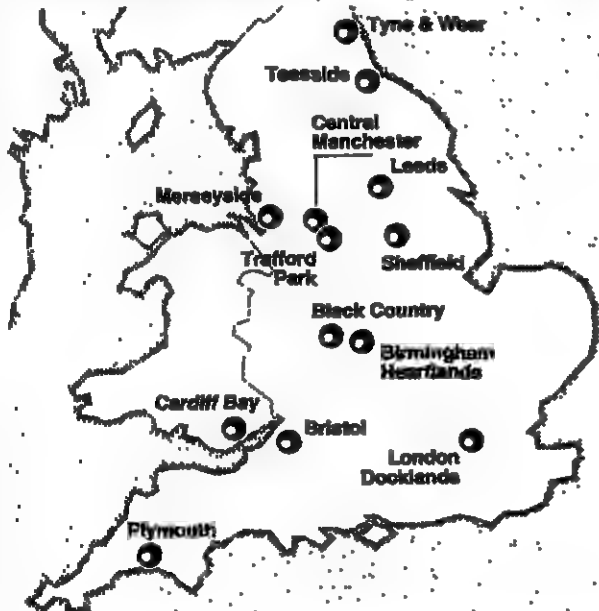 Tyne & Wear
Teesside
Central
Manchester
Leeds
Merseyside
Trafford
Park
Sheffield
Black Country
Birmingham
Heartlands
Cardiff Bay
Bristol
London
Docklands
Plymouth